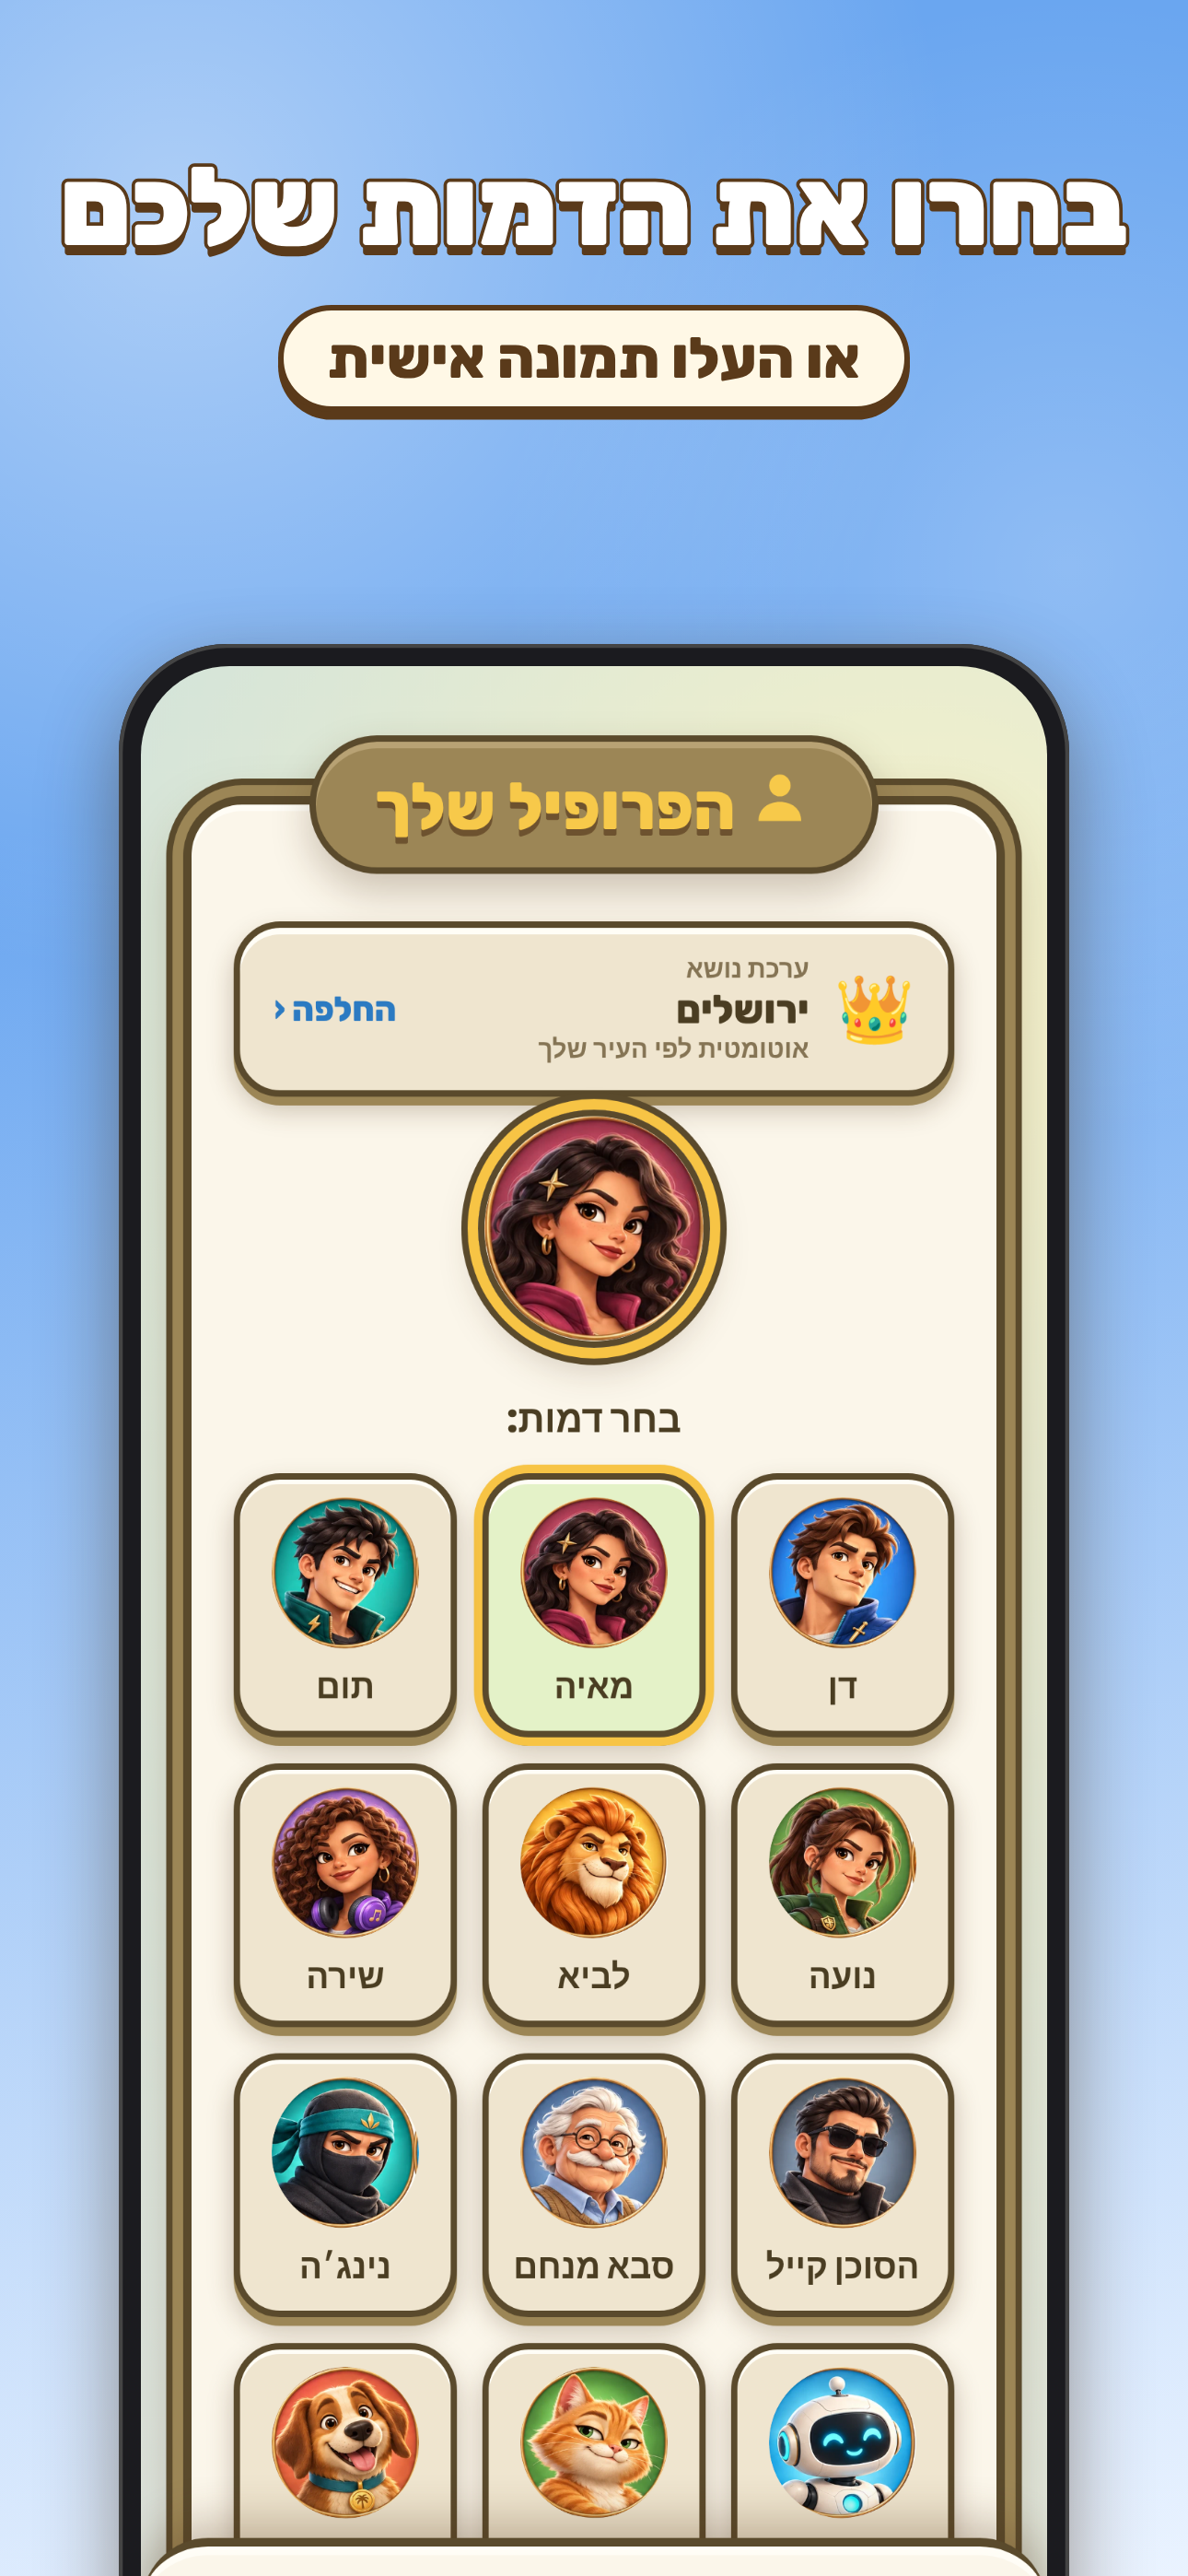 בחרו את הדמות שלכם
או העלו תמונה אישית
הפרופיל שלך
ערכת נושא
ירושלים
אוטומטית לפי העיר שלך
החלפה ›
בחר דמות:
דן
מאיה
תום
נועה
לביא
שירה
הסוכן קייל
סבא מנחם
נינג׳ה